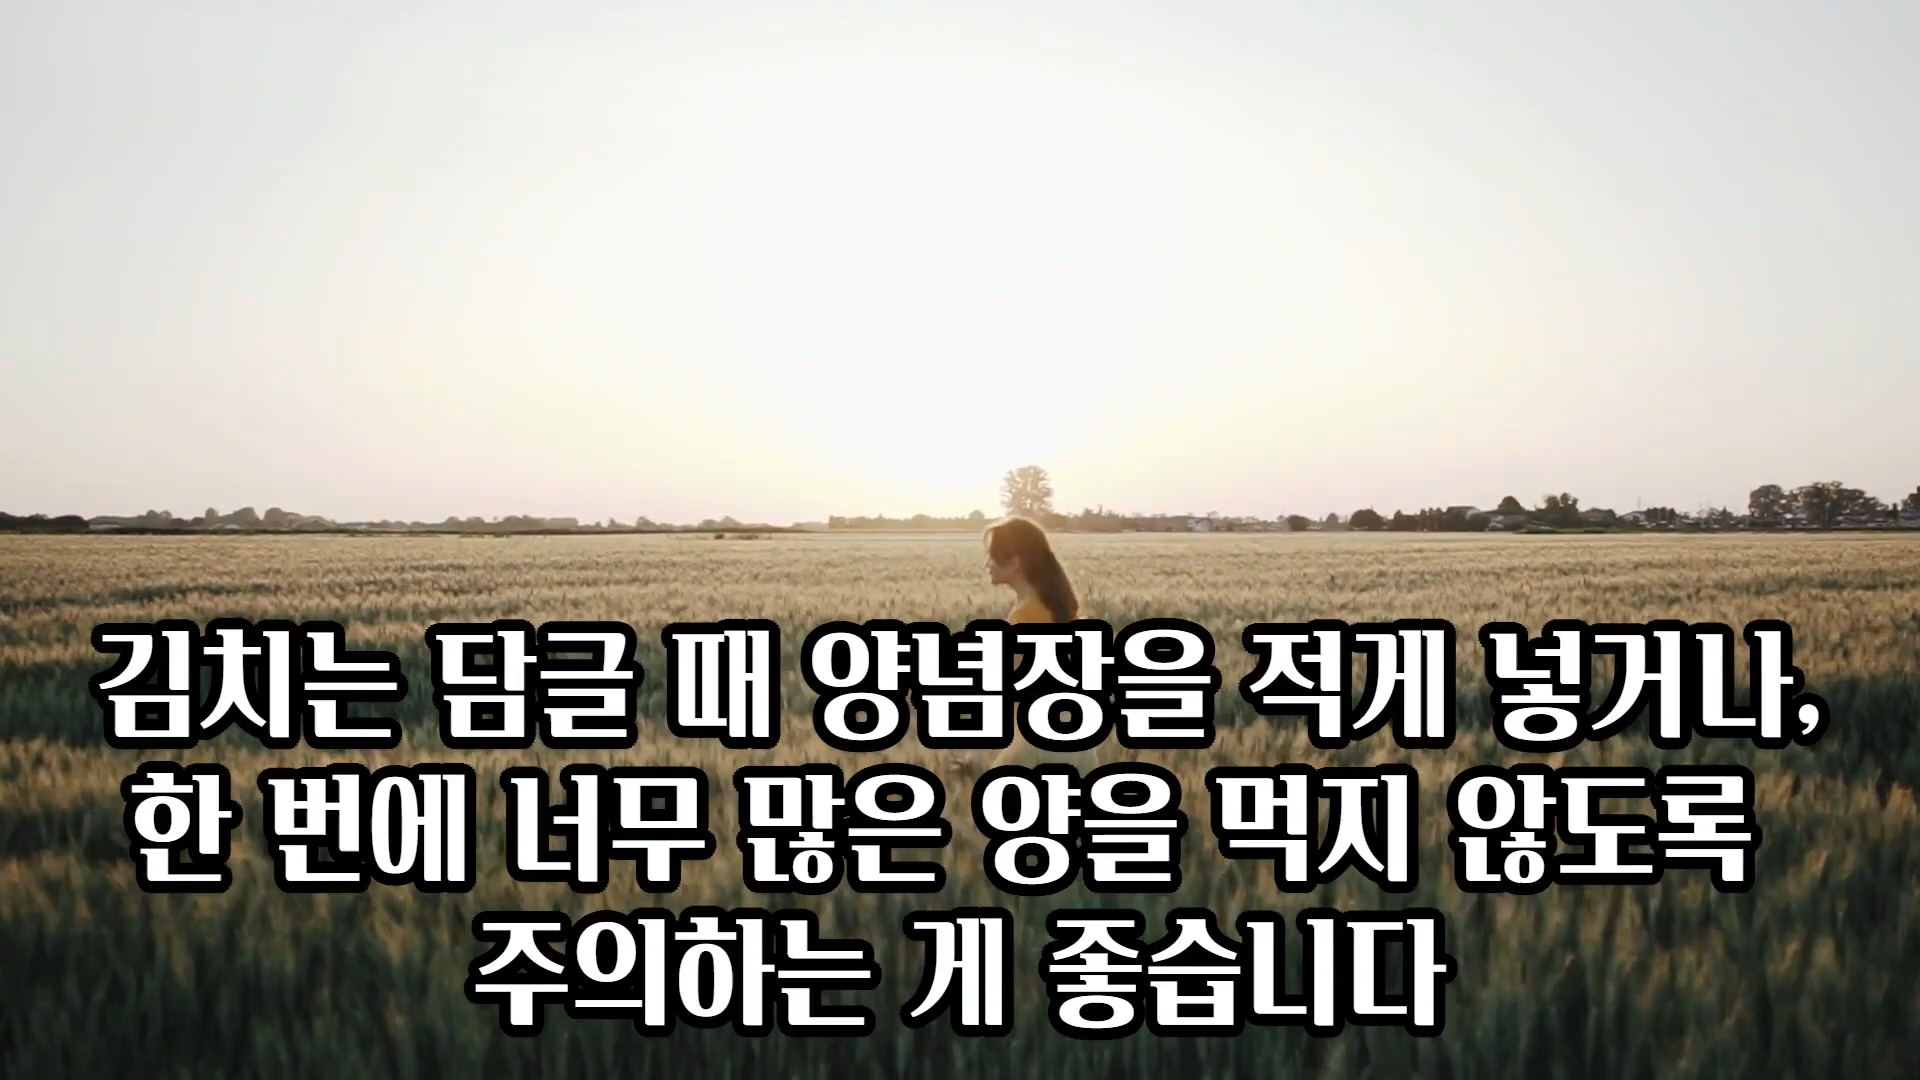 김치는 담글 때 양념장을 적게 넣거나,
한 번에 너무 많은 양을 먹지 않도록
주의하는 게 좋습니다